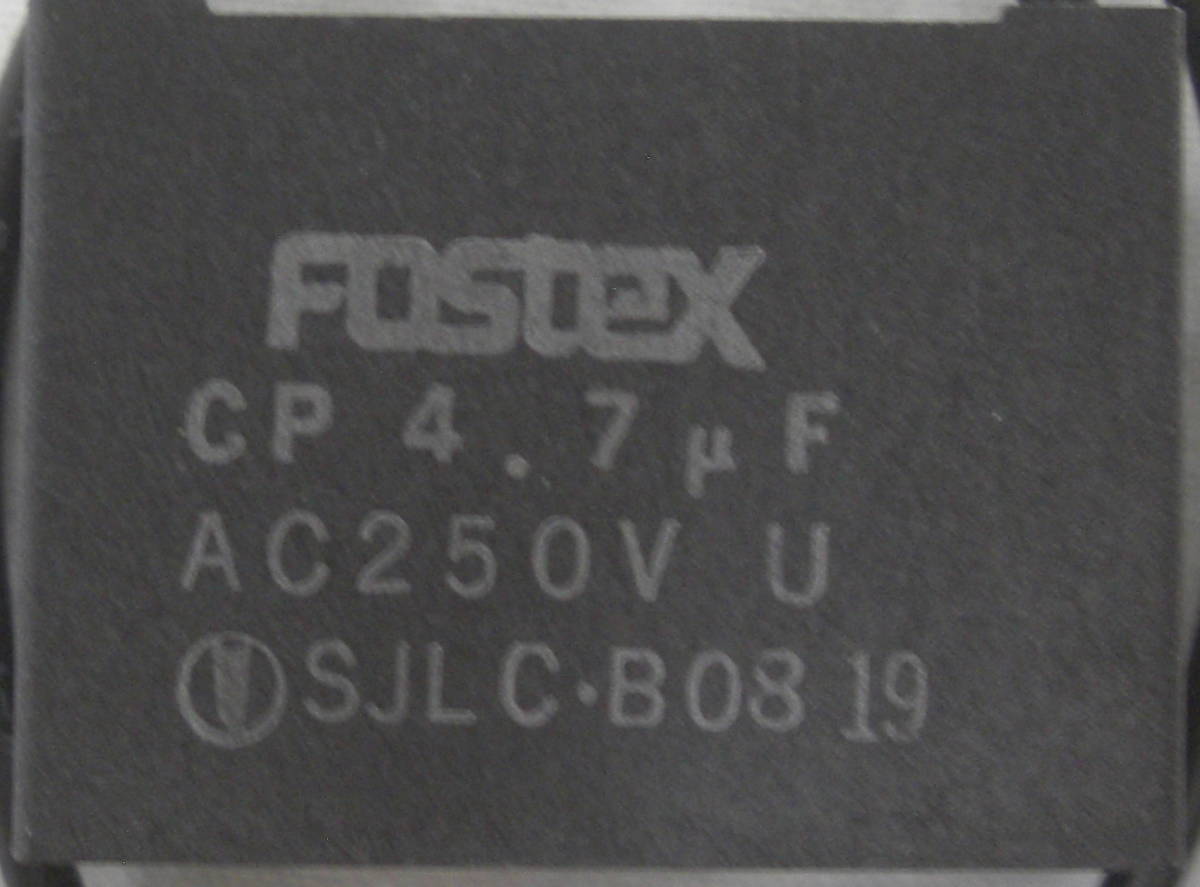 FOSTEX
CP 4.7μF
AC250V U
SJLC·B08 19